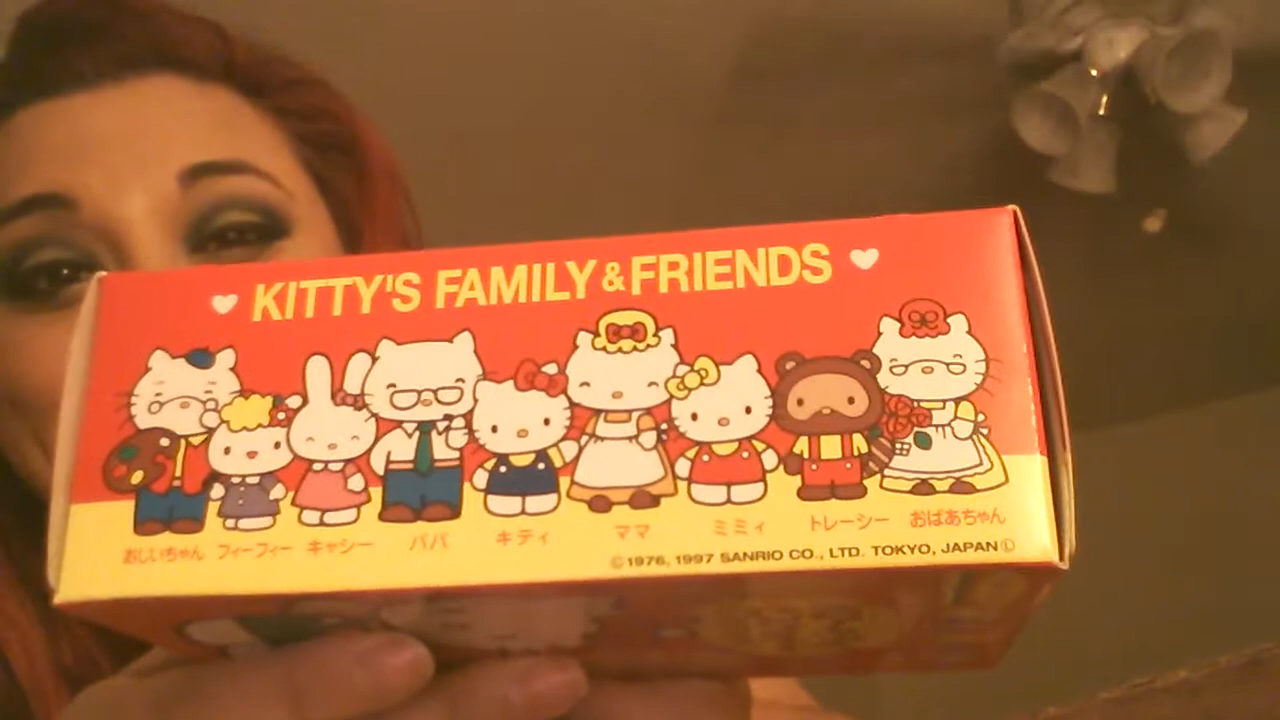 KITTY'S FAMILY & FRIENDS
おじいちゃん フィーフィー キャシー パパ キティ ママ ミミィ トレーシー おばあちゃん
©1976, 1997 SANRIO CO., LTD. TOKYO, JAPAN Ⓛ